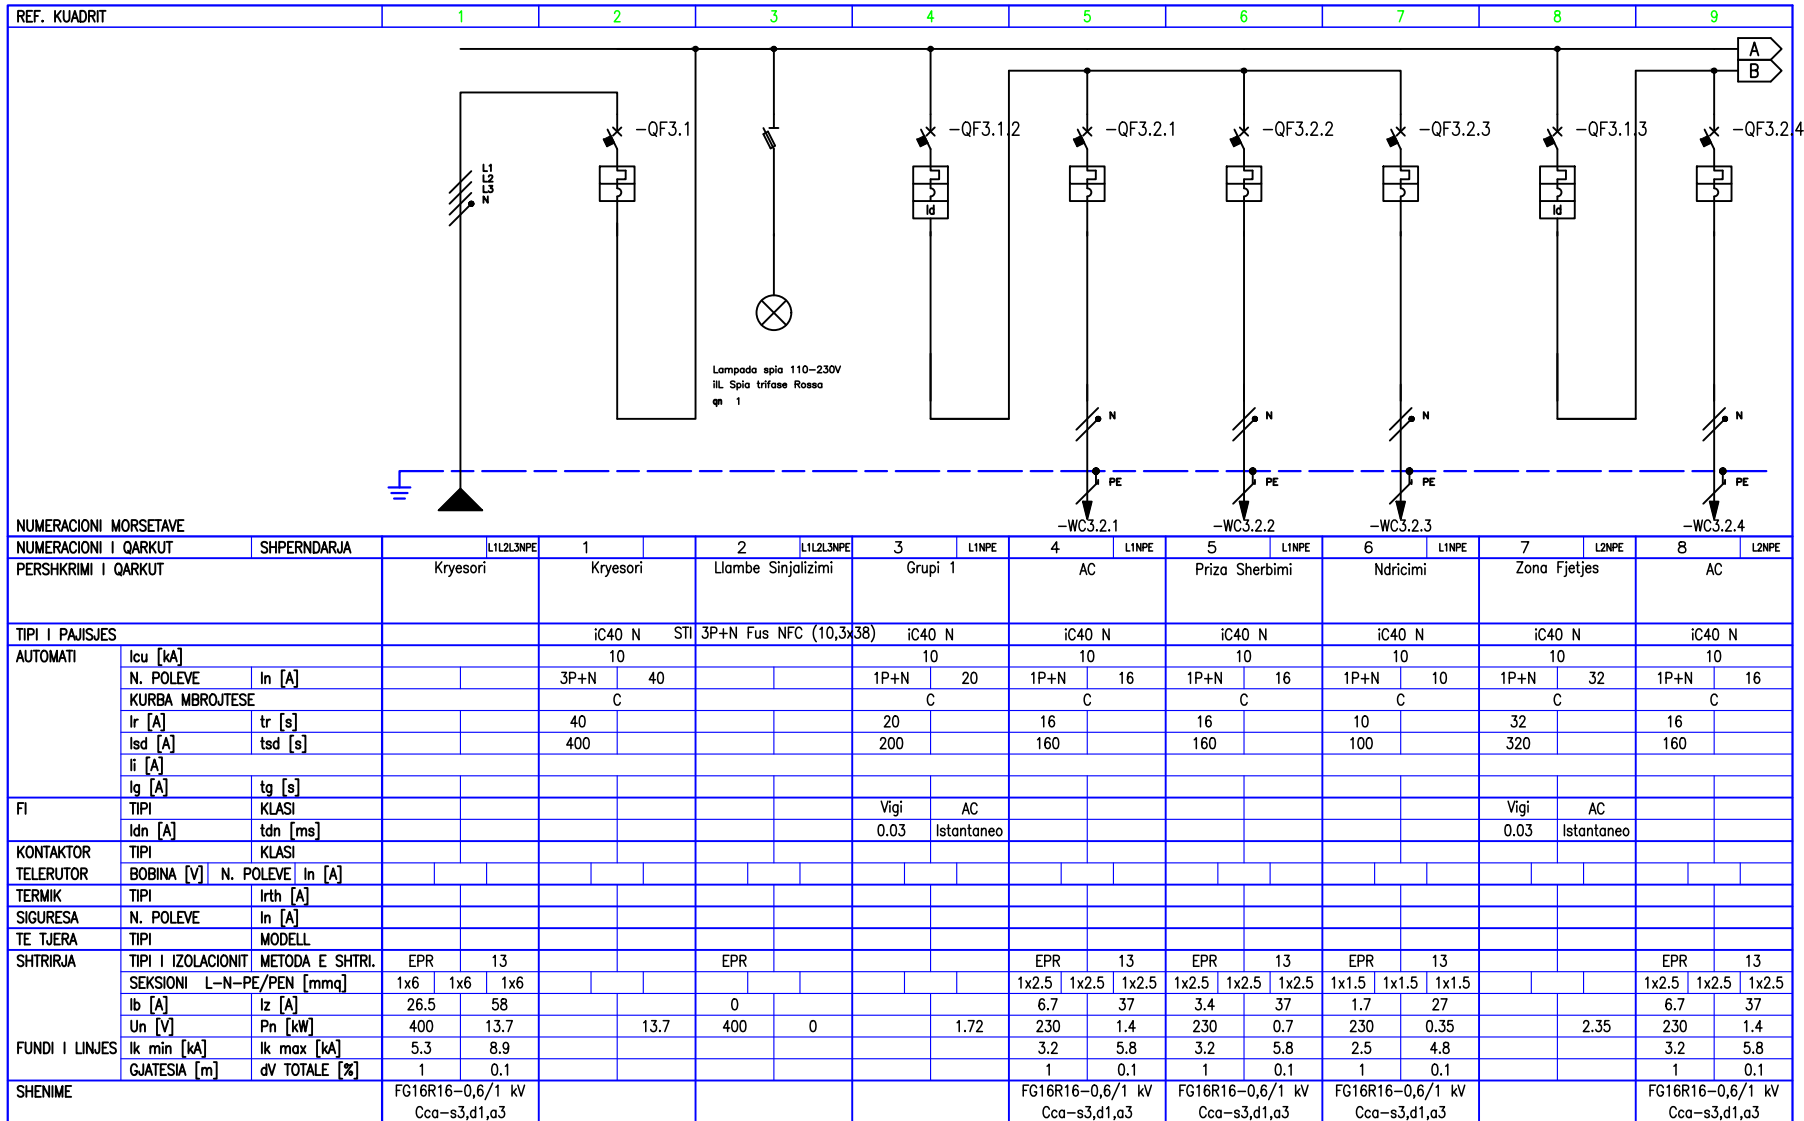 REF. KUADRIT 1 2 3 4 5 6 7 8 9
A
B
-QF3.1 -QF3.1.2 -QF3.2.1 -QF3.2.2 -QF3.2.3 -QF3.1.3 -QF3.2.4
L1
L2
L3
N
Id Id
Lampada spia 110-230V
iIL Spia trifase Rossa
qn 1
N N N N
PE PE PE PE
NUMERACIONI MORSETAVE -WC3.2.1 -WC3.2.2 -WC3.2.3 -WC3.2.4
NUMERACIONI I QARKUT SHPERNDARJA L1L2L3NPE 1 2 L1L2L3NPE 3 L1NPE 4 L1NPE 5 L1NPE 6 L1NPE 7 L2NPE 8 L2NPE
PERSHKRIMI I QARKUT Kryesori Kryesori Llambe Sinjalizimi Grupi 1 AC Priza Sherbimi Ndricimi Zona Fjetjes AC
TIPI I PAJISJES iC40 N STI 3P+N Fus NFC (10,3x38) iC40 N iC40 N iC40 N iC40 N iC40 N iC40 N
AUTOMATI Icu [kA] 10 10 10 10 10 10 10
N. POLEVE In [A] 3P+N 40 1P+N 20 1P+N 16 1P+N 16 1P+N 10 1P+N 32 1P+N 16
KURBA MBROJTESE C C C C C C C
Ir [A] tr [s] 40 20 16 16 10 32 16
Isd [A] tsd [s] 400 200 160 160 100 320 160
Ii [A]
Ig [A] tg [s]
FI TIPI KLASI Vigi AC Vigi AC
Idn [A] tdn [ms] 0.03 Istantaneo 0.03 Istantaneo
KONTAKTOR TIPI KLASI
TELERUTOR BOBINA [V] N. POLEVE In [A]
TERMIK TIPI Irth [A]
SIGURESA N. POLEVE In [A]
TE TJERA TIPI MODELL
SHTRIRJA TIPI I IZOLACIONIT METODA E SHTRI. EPR 13 EPR EPR 13 EPR 13 EPR 13 EPR 13
SEKSIONI L-N-PE/PEN [mmq] 1x6 1x6 1x6 1x2.5 1x2.5 1x2.5 1x2.5 1x2.5 1x2.5 1x1.5 1x1.5 1x1.5 1x2.5 1x2.5 1x2.5
Ib [A] Iz [A] 26.5 58 0 6.7 37 3.4 37 1.7 27 6.7 37
Un [V] Pn [kW] 400 13.7 13.7 400 0 1.72 230 1.4 230 0.7 230 0.35 2.35 230 1.4
FUNDI I LINJES Ik min [kA] Ik max [kA] 5.3 8.9 3.2 5.8 3.2 5.8 2.5 4.8 3.2 5.8
GJATESIA [m] dV TOTALE [%] 1 0.1 1 0.1 1 0.1 1 0.1 1 0.1
SHENIME FG16R16-0,6/1 kV FG16R16-0,6/1 kV FG16R16-0,6/1 kV FG16R16-0,6/1 kV FG16R16-0,6/1 kV
Cca-s3,d1,a3 Cca-s3,d1,a3 Cca-s3,d1,a3 Cca-s3,d1,a3 Cca-s3,d1,a3